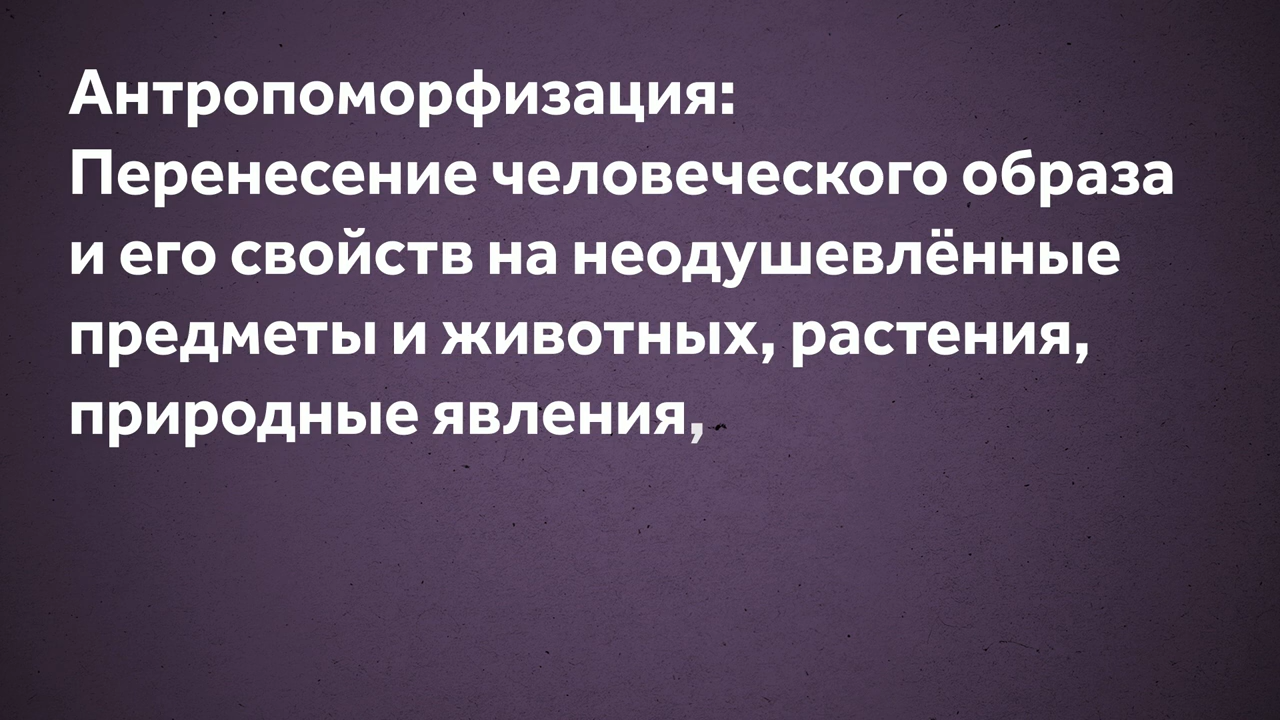 Антропоморфизация:
Перенесение человеческого образа
и его свойств на неодушевлённые
предметы и животных, растения,
природные явления,